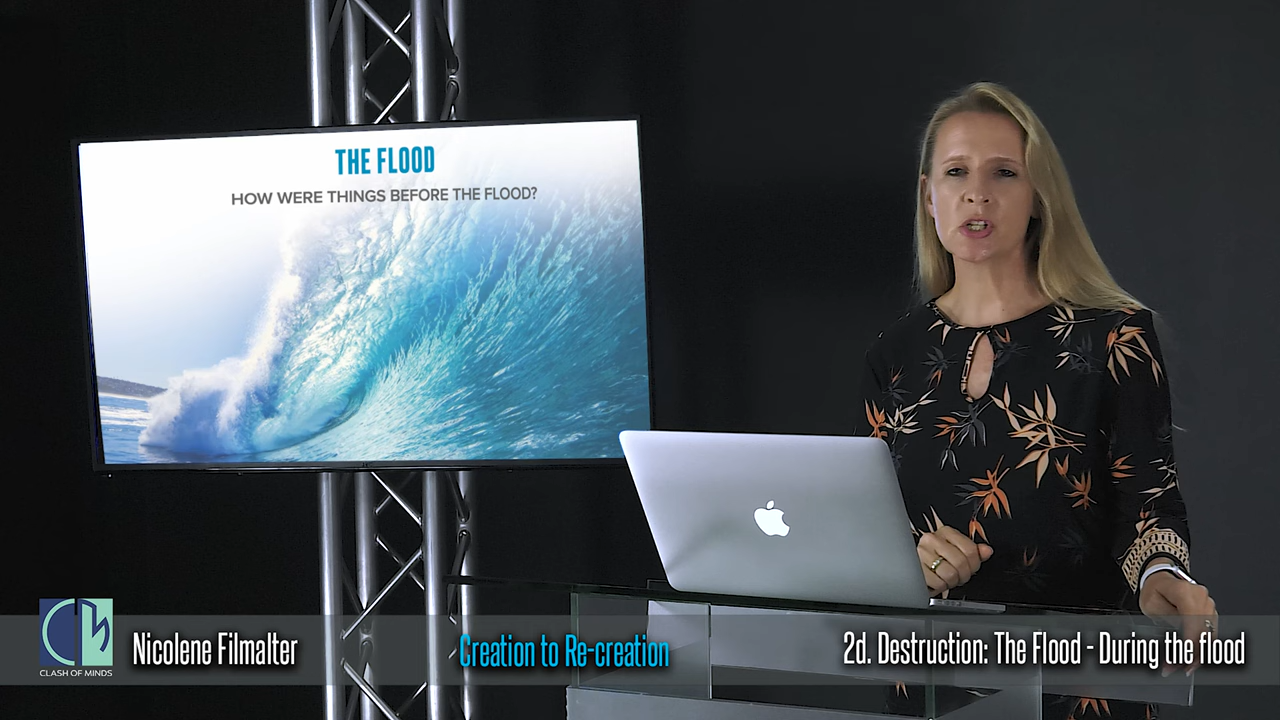 THE FLOOD
HOW WERE THINGS BEFORE THE FLOOD?
CLASH OF MINDS
Nicolene Filmalter
Creation to Re-creation
2d. Destruction: The Flood - During the flood